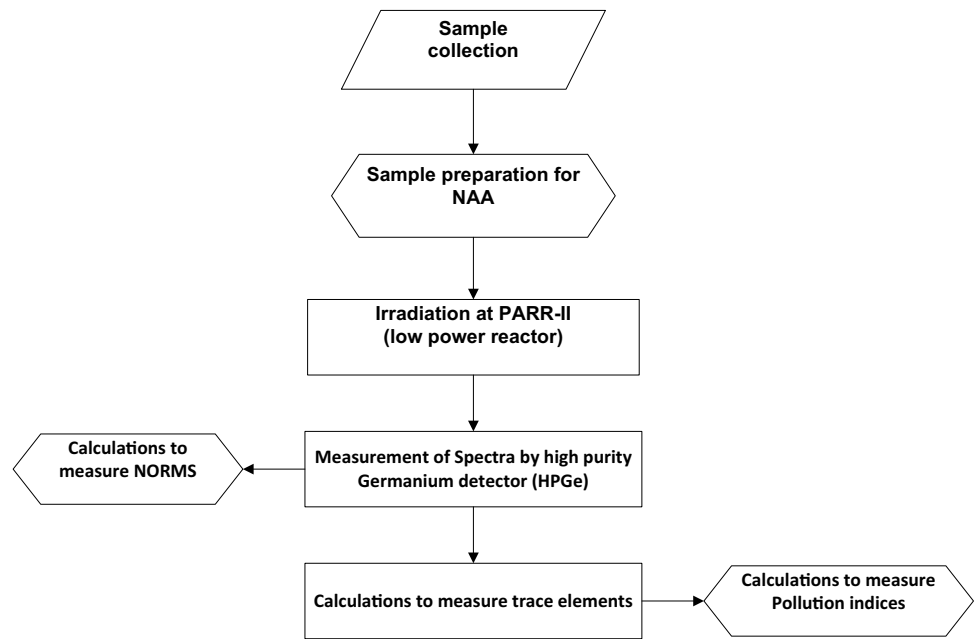 Sample
collection
Sample preparation for
NAA
Irradiation at PARR-II
(low power reactor)
Calculations to
measure NORMS
Measurement of Spectra by high purity
Germanium detector (HPGe)
Calculations to measure trace elements
Calculations to measure
Pollution indices